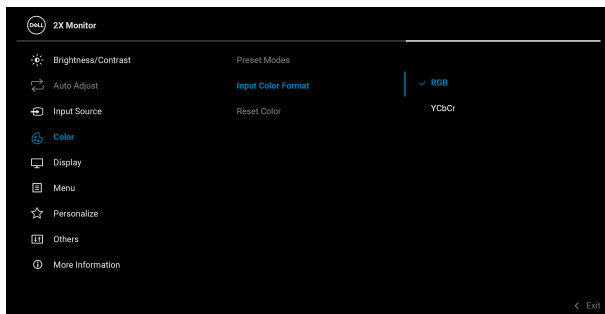 DELL 2X Monitor
Brightness/Contrast
Auto Adjust
Input Source
Color
Display
Menu
Personalize
Others
More Information
Preset Modes
Input Color Format
Reset Color
RGB
YCbCr
Exit